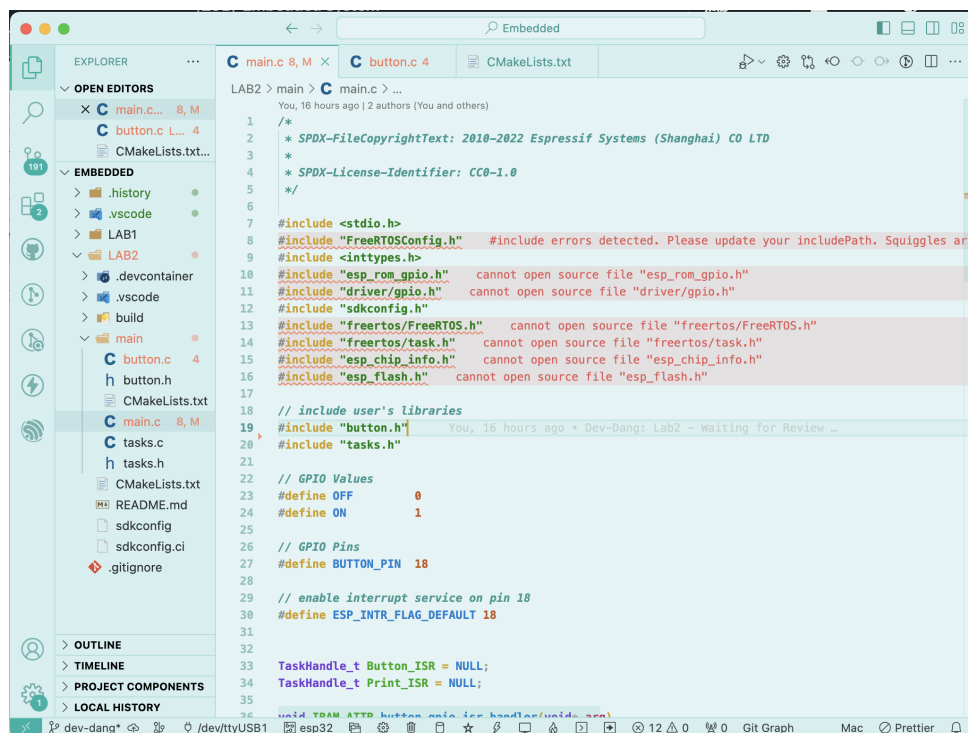 Embedded
EXPLORER
OPEN EDITORS
main.c... 8, M
button.c L... 4
CMakeLists.txt...
EMBEDDED
.history
.vscode
LAB1
LAB2
.devcontainer
.vscode
build
main
button.c 4
button.h
CMakeLists.txt
main.c 8, M
tasks.c
tasks.h
CMakeLists.txt
README.md
sdkconfig
sdkconfig.ci
.gitignore
OUTLINE
TIMELINE
PROJECT COMPONENTS
LOCAL HISTORY
191
2
1
main.c 8, M
button.c 4
CMakeLists.txt
LAB2 > main > C main.c > ...
You, 16 hours ago | 2 authors (You and others)
1 /*
2 * SPDX-FileCopyrightText: 2010-2022 Espressif Systems (Shanghai) CO LTD
3 *
4 * SPDX-License-Identifier: CC0-1.0
5 */
6
7 #include <stdio.h>
8 #include "FreeRTOSConfig.h" #include errors detected. Please update your includePath. Squiggles ar
9 #include <inttypes.h>
10 #include "esp_rom_gpio.h" cannot open source file "esp_rom_gpio.h"
11 #include "driver/gpio.h" cannot open source file "driver/gpio.h"
12 #include "sdkconfig.h"
13 #include "freertos/FreeRTOS.h" cannot open source file "freertos/FreeRTOS.h"
14 #include "freertos/task.h" cannot open source file "freertos/task.h"
15 #include "esp_chip_info.h" cannot open source file "esp_chip_info.h"
16 #include "esp_flash.h" cannot open source file "esp_flash.h"
17
18 // include user's libraries
19 #include "button.h" You, 16 hours ago • Dev-Dang: Lab2 - Waiting for Review …
20 #include "tasks.h"
21
22 // GPIO Values
23 #define OFF 0
24 #define ON 1
25
26 // GPIO Pins
27 #define BUTTON_PIN 18
28
29 // enable interrupt service on pin 18
30 #define ESP_INTR_FLAG_DEFAULT 18
31
32
33 TaskHandle_t Button_ISR = NULL;
34 TaskHandle_t Print_ISR = NULL;
35
36 void IRAM_ATTR button_gpio_isr_handler(void* arg)
dev-dang* /dev/ttyUSB1 esp32 12 0 0 Git Graph Mac Prettier